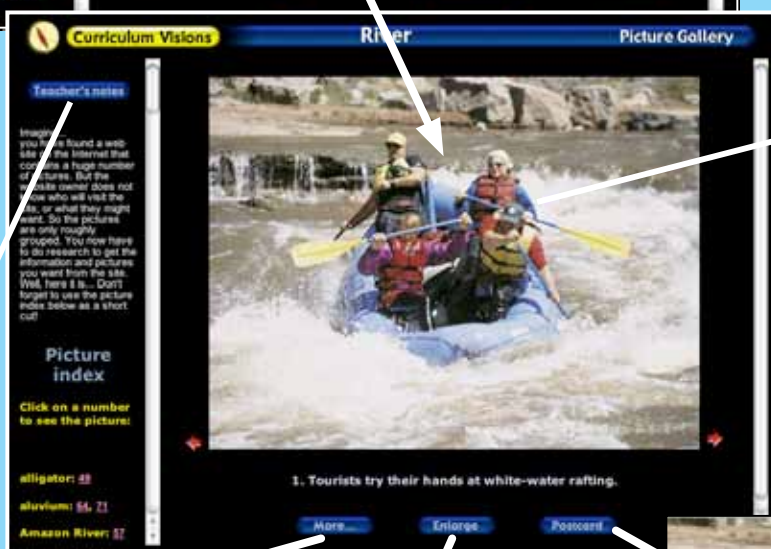 Curriculum Visions
River
Picture Gallery
Teacher's notes
Imagine...
you have found a web
site on the Internet that
contains a huge number
of pictures. But the
website owner does not
know who will visit the
site, or what they might
want. So the pictures
are only roughly
grouped. You now have
to do research to get the
information and pictures
you want from the site.
Well, here it is... Don't
forget to use the picture
index below as a short
cut!
Picture
index
Click on a number
to see the picture:
alligator: 49
aluvium: 64, 71
Amazon River: 57
1. Tourists try their hands at white-water rafting.
More...
Enlarge
Postcard